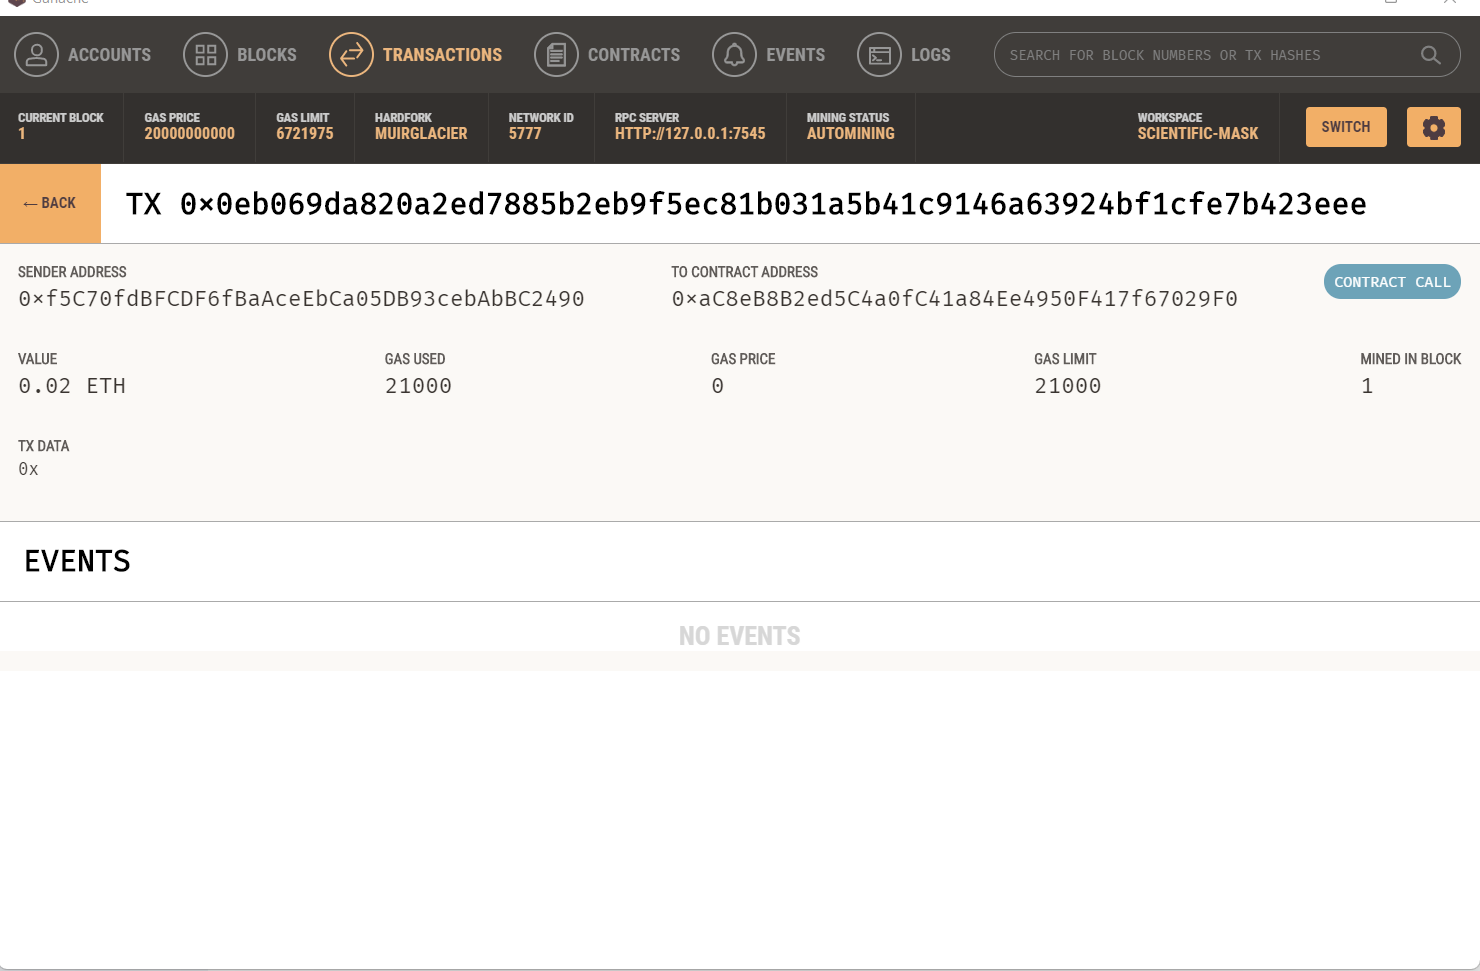 Ganache
ACCOUNTS BLOCKS TRANSACTIONS CONTRACTS EVENTS LOGS SEARCH FOR BLOCK NUMBERS OR TX HASHES
CURRENT BLOCK GAS PRICE GAS LIMIT HARDFORK NETWORK ID RPC SERVER MINING STATUS WORKSPACE
1 20000000000 6721975 MUIRGLACIER 5777 HTTP://127.0.0.1:7545 AUTOMINING SCIENTIFIC-MASK SWITCH
← BACK TX 0×0eb069da820a2ed7885b2eb9f5ec81b031a5b41c9146a63924bf1cfe7b423eee
SENDER ADDRESS TO CONTRACT ADDRESS
0×f5C70fdBFCDF6fBaAceEbCa05DB93cebAbBC2490 0×aC8eB8B2ed5C4a0fC41a84Ee4950F417f67029F0 CONTRACT CALL
VALUE GAS USED GAS PRICE GAS LIMIT MINED IN BLOCK
0.02 ETH 21000 0 21000 1
TX DATA
0x
EVENTS
NO EVENTS